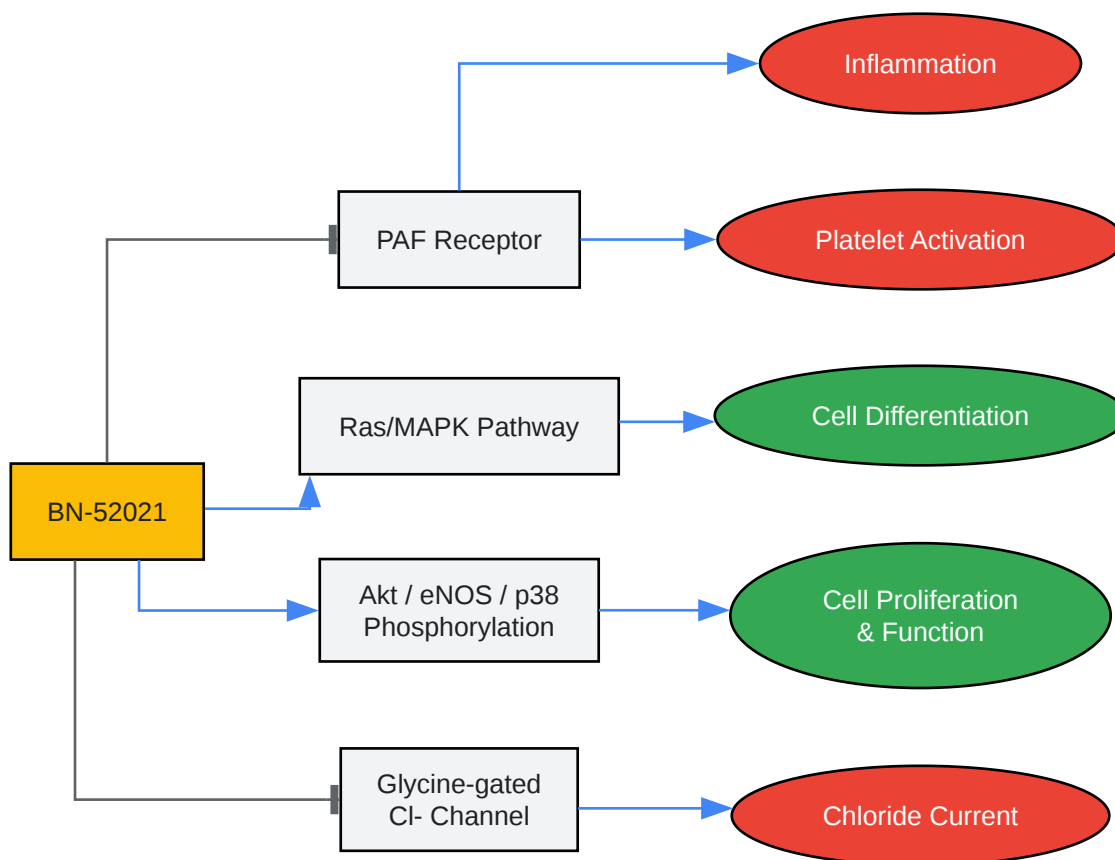 Inflammation
PAF Receptor
Platelet Activation
Ras/MAPK Pathway
Cell Differentiation
BN-52021
Akt / eNOS / p38
Phosphorylation
Cell Proliferation
& Function
Glycine-gated
Cl- Channel
Chloride Current